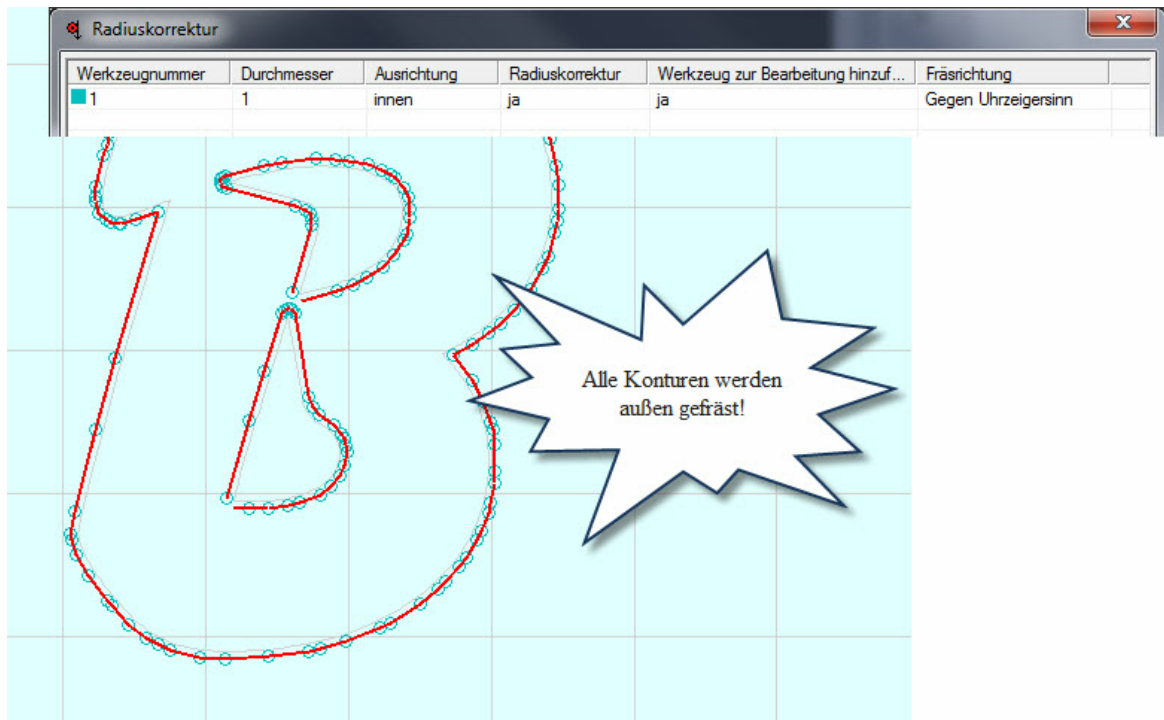 Radiuskorrektur
Werkzeugnummer Durchmesser Ausrichtung Radiuskorrektur Werkzeug zur Bearbeitung hinzuf... Fräsrichtung
1 1 innen ja ja Gegen Uhrzeigersinn
Alle Konturen werden
außen gefräst!